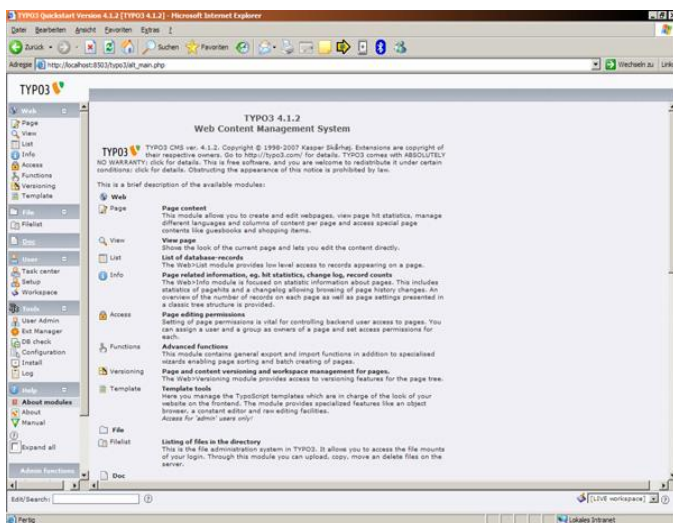 TYPO3 Quickstart Version 4.1.2 [TYPO3 4.1.2] - Microsoft Internet Explorer
Datei Bearbeiten Ansicht Favoriten Extras ?
Zurück Suchen Favoriten
Adresse http://localhost:8503/typo3/alt_main.php Wechseln zu Links
TYPO3
Web
Page
View
List
Info
Access
Functions
Versioning
Template
File
Filelist
Doc
User
Task center
Setup
Workspace
Tools
User Admin
Ext Manager
DB check
Configuration
Install
Log
Help
About modules
About
Manual
Expand all
Admin functions
TYPO3 4.1.2
Web Content Management System
TYPO3 TYPO3 CMS ver. 4.1.2. Copyright © 1998-2007 Kasper Skårhøj. Extensions are copyright of
their respective owners. Go to http://typo3.com/ for details. TYPO3 comes with ABSOLUTELY
NO WARRANTY; click for details. This is free software, and you are welcome to redistribute it under certain
conditions; click for details. Obstructing the appearance of this notice is prohibited by law.
This is a brief description of the available modules:
Web
Page Page content
This module allows you to create and edit webpages, view page hit statistics, manage
different languages and columns of content per page and access special page
contents like guestbooks and shopping items.
View View page
Shows the look of the current page and lets you edit the content directly.
List List of database-records
The Web>List module provides low level access to records appearing on a page.
Info Page related information, eg. hit statistics, change log, record counts
The Web>Info module is focused on statistic information about pages. This includes
statistics of pagehits and a changelog allowing browsing of page history changes. An
overview of the number of records on each page as well as page settings presented in
a classic tree structure is provided.
Access Page editing permissions
Setting of page permissions is vital for controlling backend user access to pages. You
can assign a user and a group as owners of a page and set access permissions for
each.
Functions Advanced functions
This module contains general export and import functions in addition to specialised
wizards enabling page sorting and batch creation of pages.
Versioning Page and content versioning and workspace management for pages.
The Web>Versioning module provides access to versioning features for the page tree.
Template Template tools
Here you manage the TypoScript templates which are in charge of the look of your
website on the frontend. The module provides specialized features like an object
browser, a constant editor and raw editing facilities.
Access for 'admin' users only!
File
Filelist Listing of files in the directory
This is the file administration system in TYPO3. It allows you to access the file mounts
of your login. Through this module you can upload, copy, move an delete files on the
server.
Doc
Edit/Search: [LIVE workspace]
Fertig Lokales Intranet